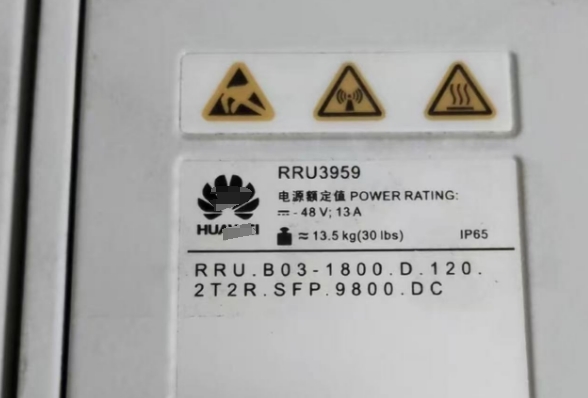 RRU3959
电源额定值 POWER RATING:
⎓ - 48 V; 13 A
≈ 13.5 kg(30 lbs) IP65
RRU.B03-1800.D.120.
2T2R.SFP.9800.DC